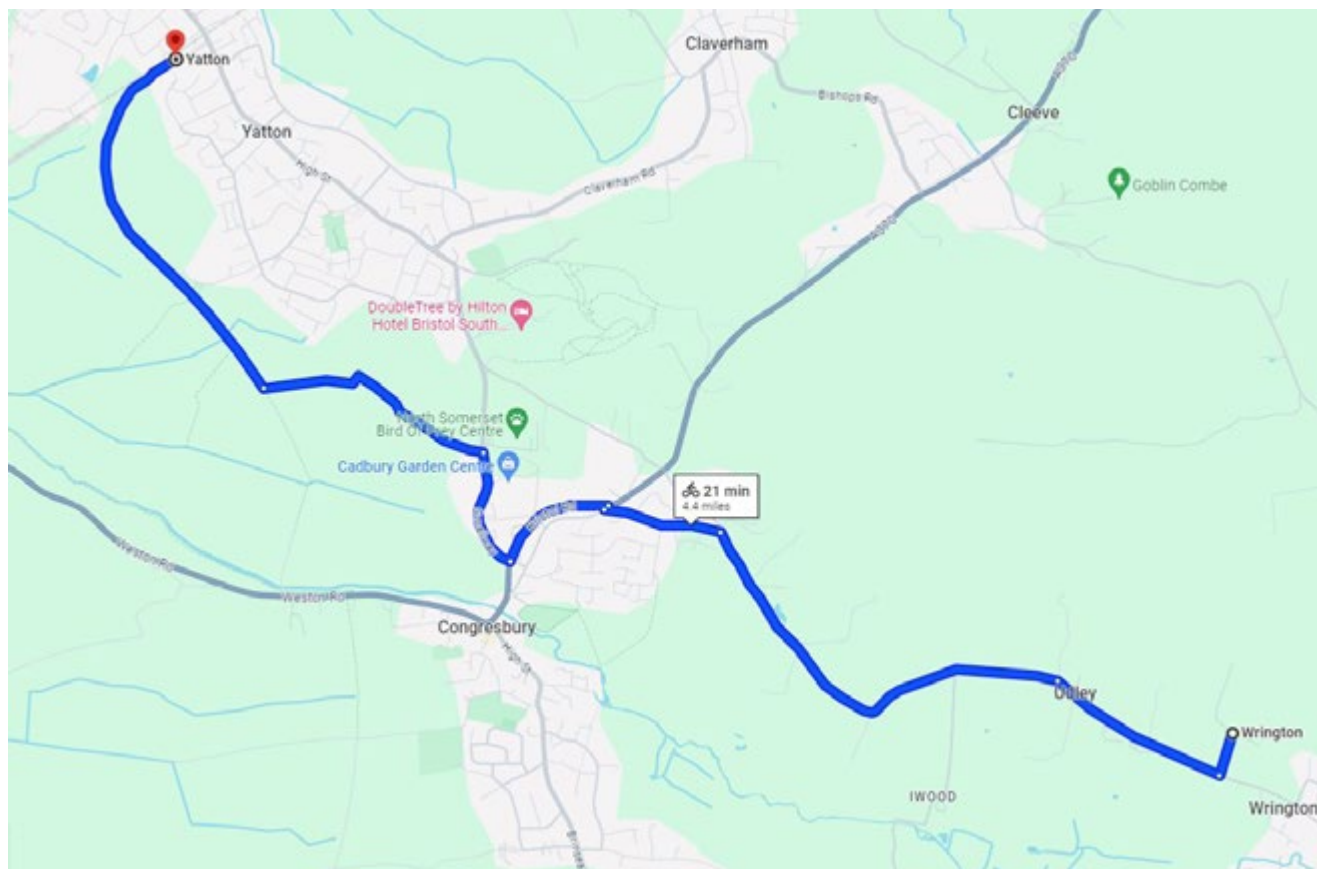 Yatton
Claverham
A370
Bishops Rd
Cleeve
Yatton
High St
Claverham Rd
Goblin Combe
A370
DoubleTree by Hilton
Hotel Bristol South...
North Somerset
Bird Of Prey Centre
Cadbury Garden Centre
21 min
4.4 miles
Weston Rd
Weston Rd
Congresbury
High St
Udley
Wrington
IWOOD
Wrington